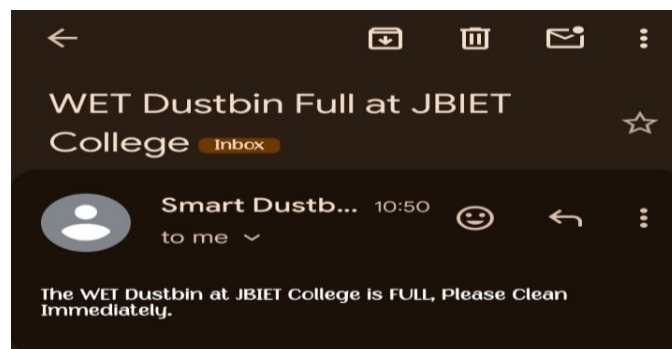 WET Dustbin Full at JBIET
College Inbox
Smart Dustb... 10:50
to me
The WET Dustbin at JBIET College is FULL, Please Clean
Immediately.